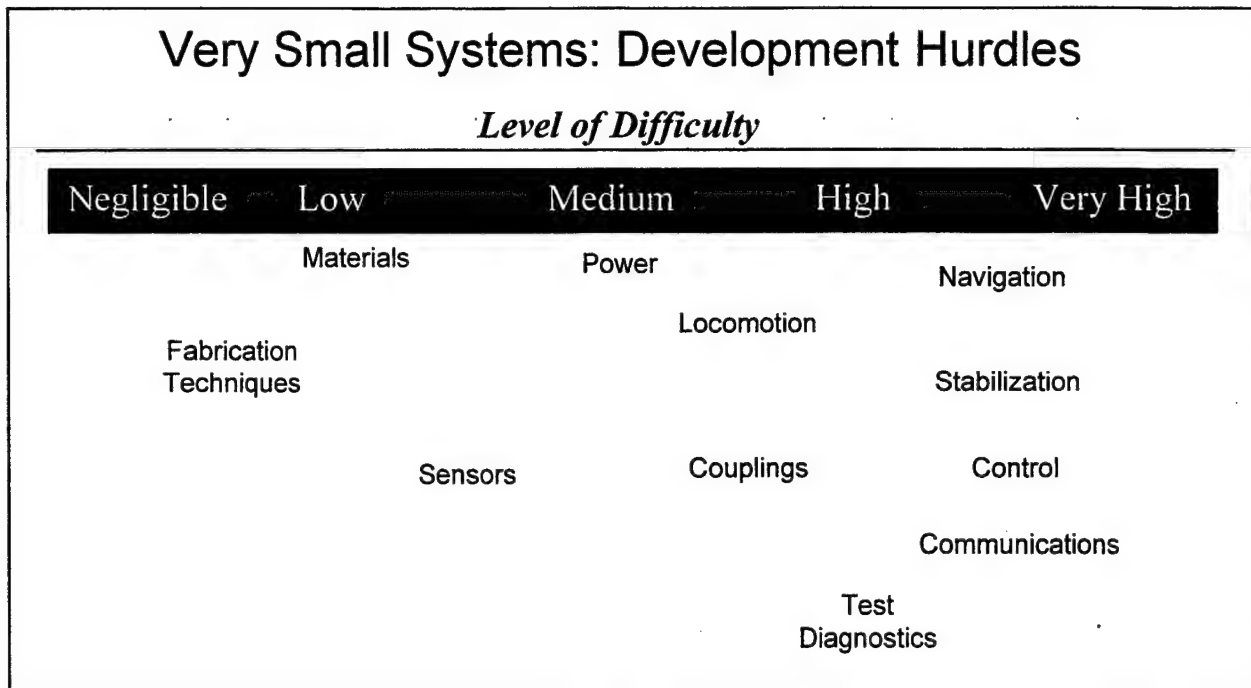 Very Small Systems: Development Hurdles
Level of Difficulty
Negligible Low Medium High Very High
Materials Power
Navigation
Locomotion
Fabrication
Techniques
Stabilization
Sensors Couplings Control
Communications
Test
Diagnostics